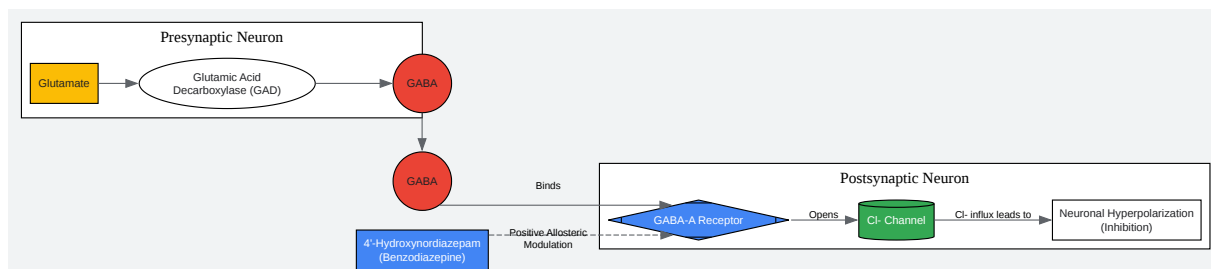 Presynaptic Neuron
Glutamate
Glutamic Acid
Decarboxylase (GAD)
GABA
GABA
Binds
Postsynaptic Neuron
GABA-A Receptor
Opens
Cl- Channel
Cl- influx leads to
Neuronal Hyperpolarization
(Inhibition)
Positive Allosteric
Modulation
4'-Hydroxynordiazepam
(Benzodiazepine)